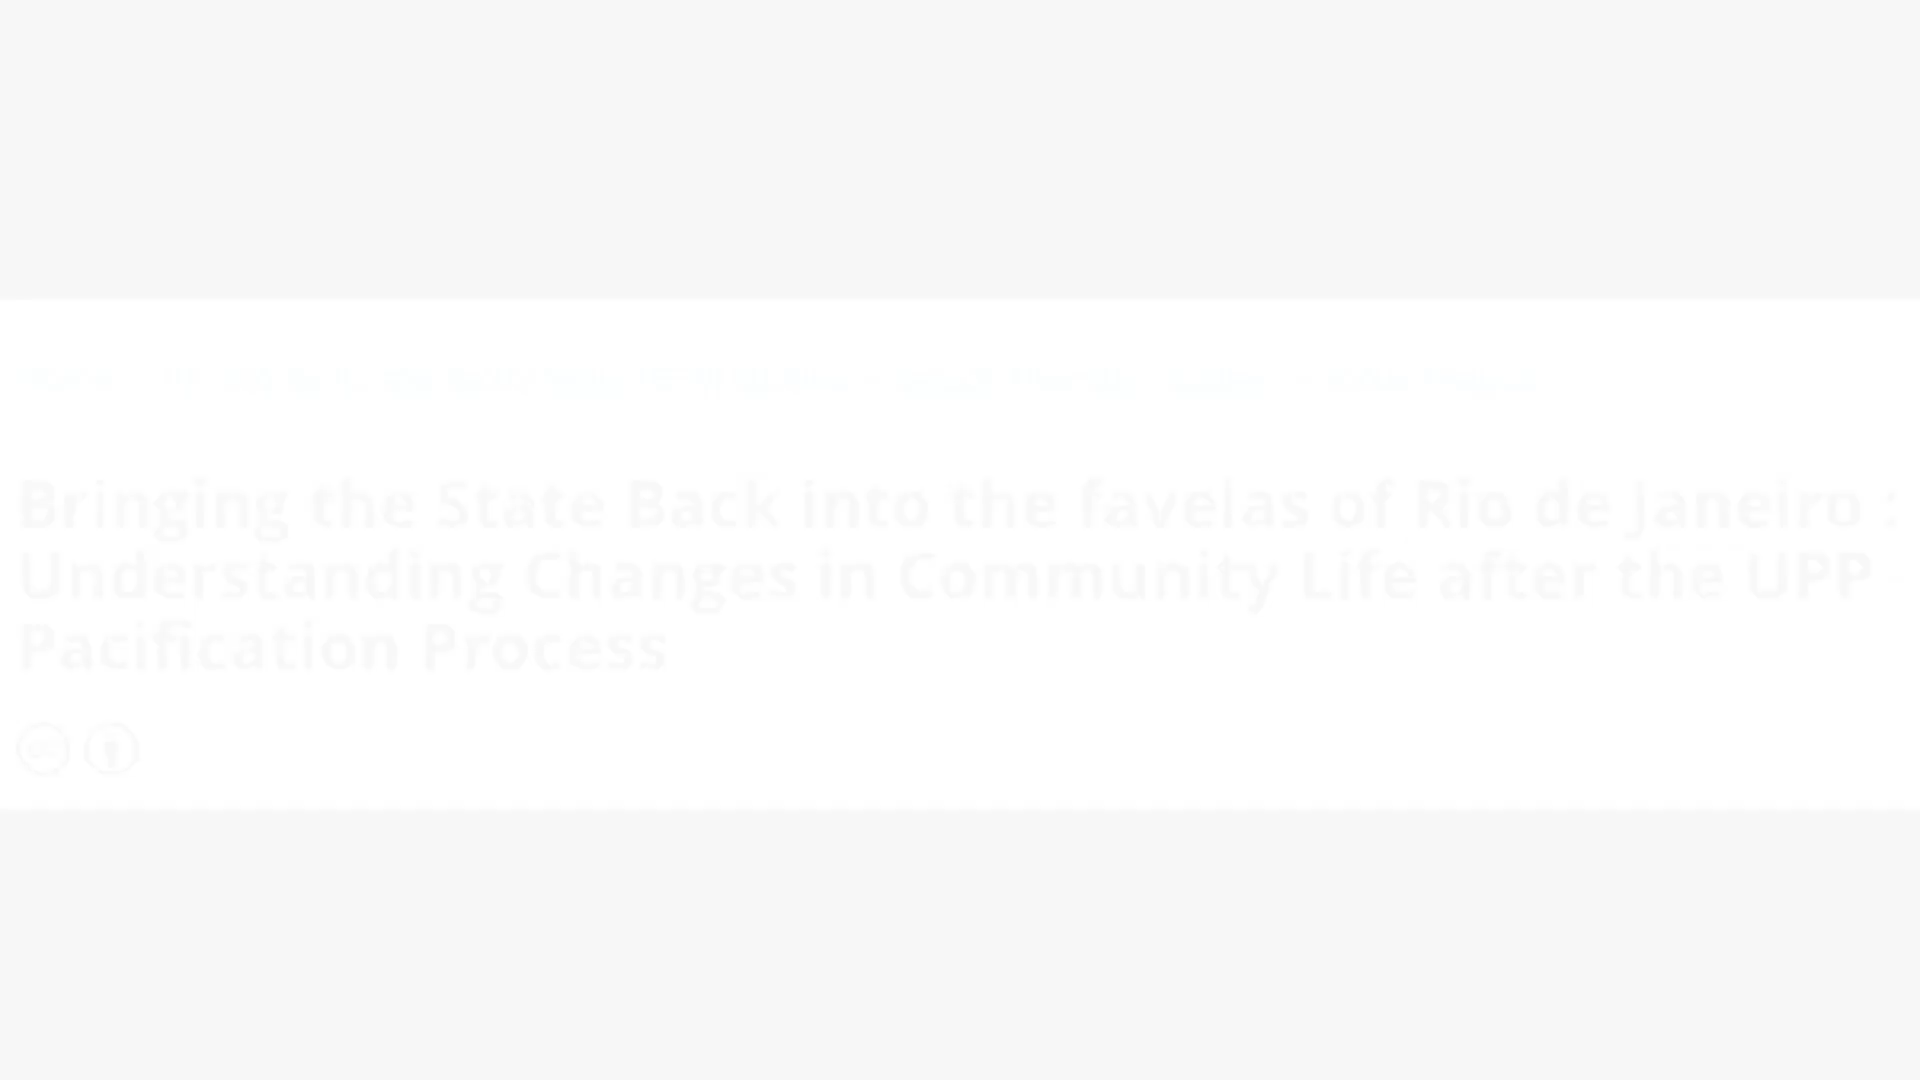 Bringing the State Back into the favelas of Rio de Janeiro :
Understanding Changes in Community Life after the UPP
Pacification Process